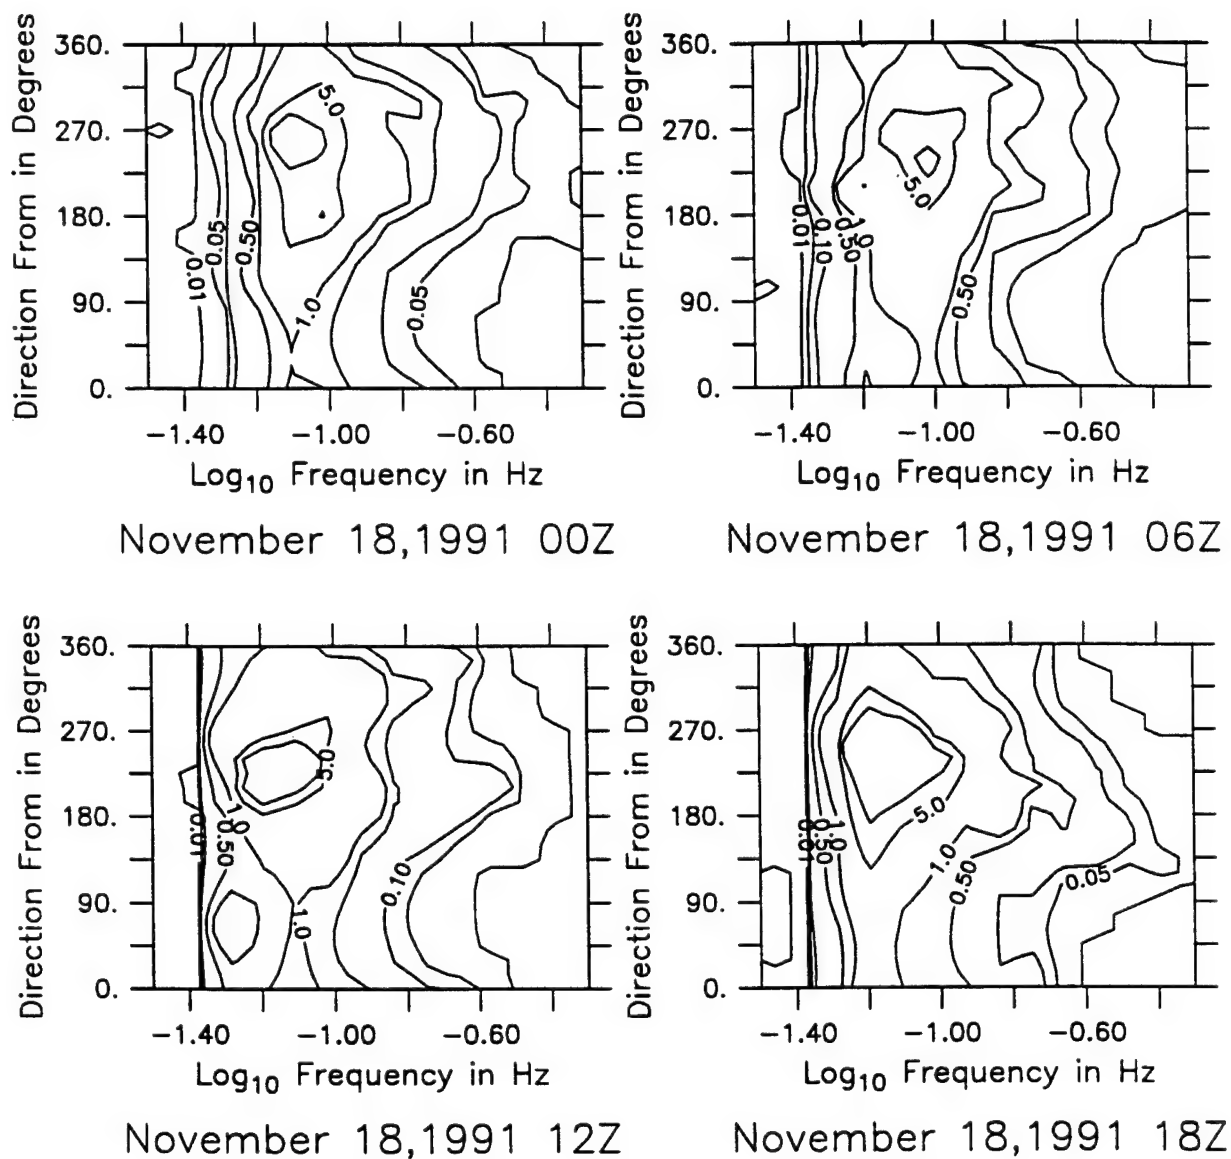 Direction From in Degrees
360.
270.
180.
90.
0.
0.01
0.05
0.50
5.0
1.0
0.05
−1.40 −1.00 −0.60
Log10 Frequency in Hz
November 18,1991 00Z
Direction From in Degrees
360.
270.
180.
90.
0.
0.01
0.10
0.50
1.0
5.0
0.50
−1.40 −1.00 −0.60
Log10 Frequency in Hz
November 18,1991 06Z
Direction From in Degrees
360.
270.
180.
90.
0.
0.01
0.50
1.0
5.0
1.0
0.10
−1.40 −1.00 −0.60
Log10 Frequency in Hz
November 18,1991 12Z
Direction From in Degrees
360.
270.
180.
90.
0.
0.01
0.50
1.0
5.0
1.0
0.50
0.05
−1.40 −1.00 −0.60
Log10 Frequency in Hz
November 18,1991 18Z